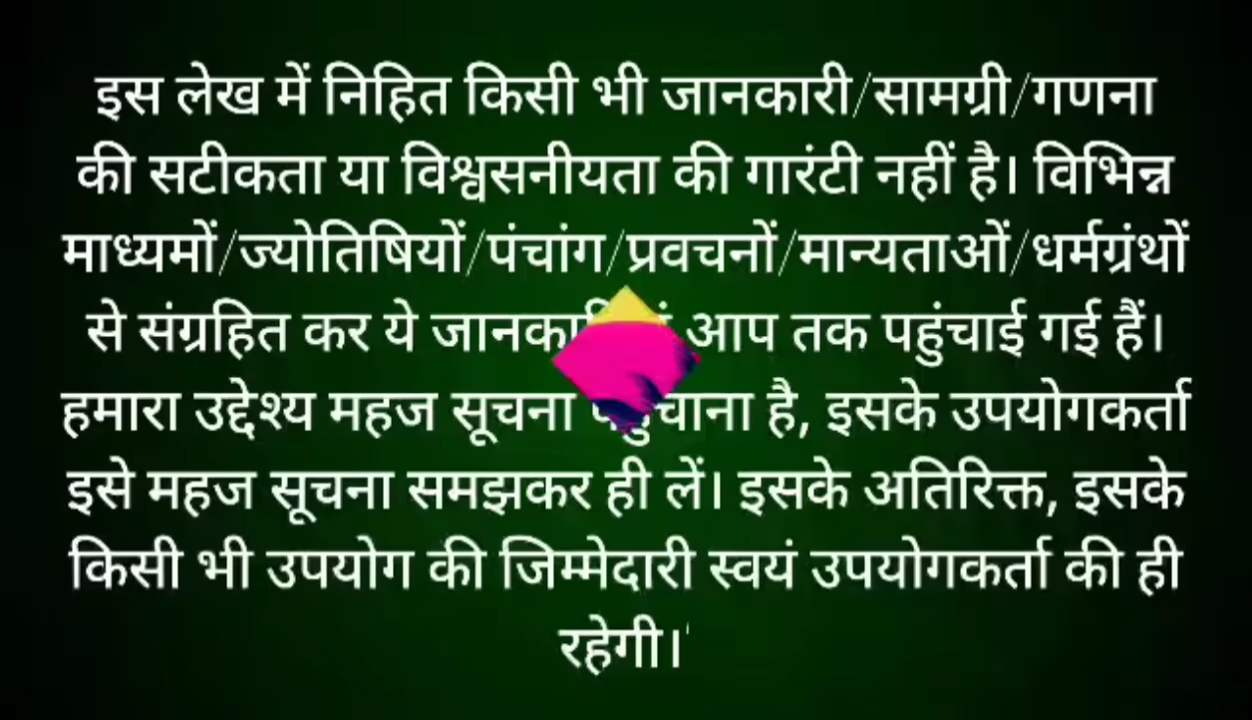 इस लेख में निहित किसी भी जानकारी/सामग्री/गणना
की सटीकता या विश्वसनीयता की गारंटी नहीं है। विभिन्न
माध्यमों/ज्योतिषियों/पंचांग/प्रवचनों/मान्यताओं/धर्मग्रंथों
से संग्रहित कर ये आप तक पहुंचाई गई हैं।
हमारा उद्देश्य महज सूचना है, इसके उपयोगकर्ता
इसे महज सूचना समझकर ही लें। इसके अतिरिक्त, इसके
किसी भी उपयोग की जिम्मेदारी स्वयं उपयोगकर्ता की ही
रहेगी।'